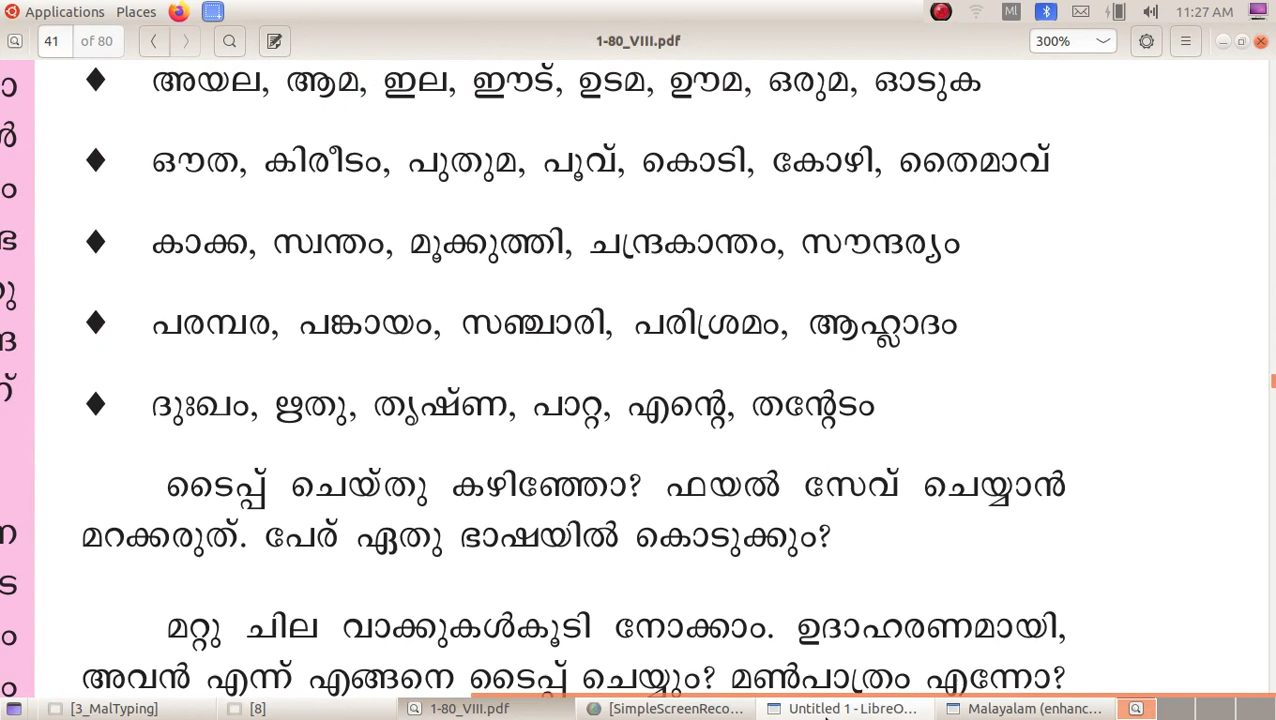 Applications Places Ml 11:27 AM
41 of 80 1-80_VIII.pdf 300%
♦ അയല, ആമ, ഇല, ഈട്, ഉടമ, ഊമ, ഒരുമ, ഓടുക
♦ ഔത, കിരീടം, പുതുമ, പൂവ്, കൊടി, കോഴി, തൈമാവ്
♦ കാക്ക, സ്വന്തം, മൂക്കുത്തി, ചന്ദ്രകാന്തം, സൗന്ദര്യം
♦ പരമ്പര, പങ്കായം, സഞ്ചാരി, പരിശ്രമം, ആഹ്ലാദം
♦ ദുഃഖം, ഋതു, തൃഷ്ണ, പാറ്റ, എന്റെ, തന്റേടം
ടൈപ്പ് ചെയ്തു കഴിഞ്ഞോ? ഫയൽ സേവ് ചെയ്യാൻ
മറക്കരുത്. പേര് ഏതു ഭാഷയിൽ കൊടുക്കും?
മറ്റു ചില വാക്കുകൾകൂടി നോക്കാം. ഉദാഹരണമായി,
അവൻ എന്ന് എങ്ങനെ ടൈപ്പ് ചെയ്യും? മൺപാത്രം എന്നോ?
[3_MalTyping] [8] 1-80_VIII.pdf [SimpleScreenReco... Untitled 1 - LibreO... Malayalam (enhanc...